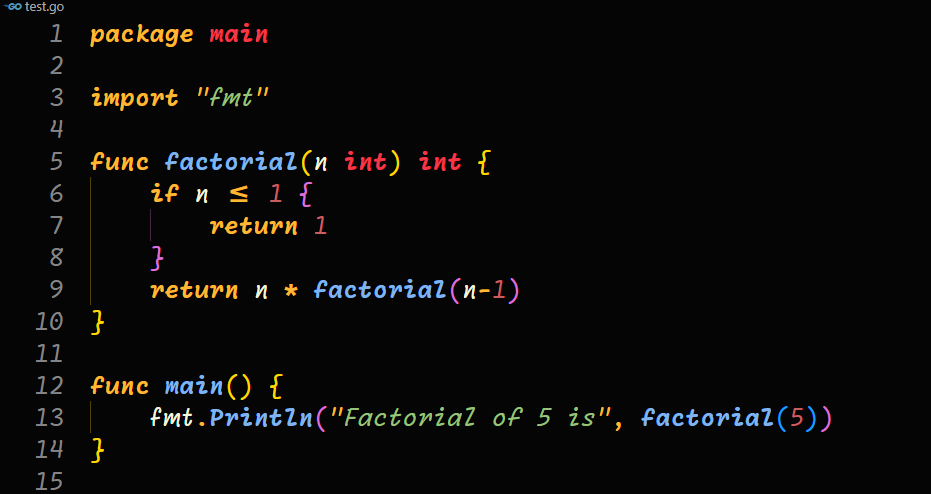 GO test.go
1 package main
2
3 import "fmt"
4
5 func factorial(n int) int {
6     if n ≤ 1 {
7         return 1
8     }
9     return n * factorial(n-1)
10 }
11
12 func main() {
13     fmt.Println("Factorial of 5 is", factorial(5))
14 }
15